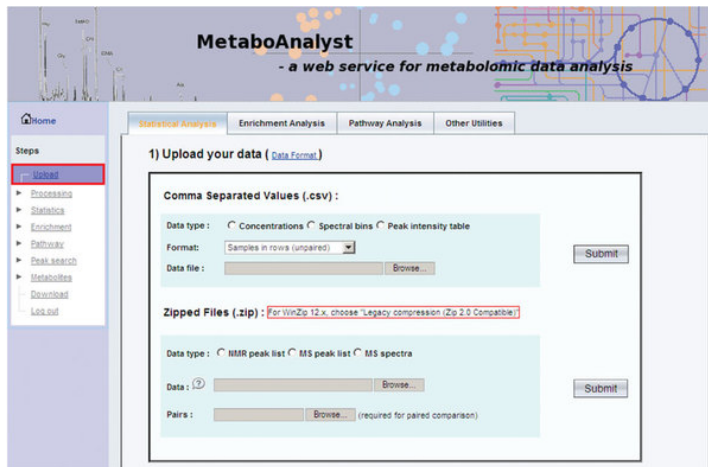 MetaboAnalyst
- a web service for metabolomic data analysis
Home
Steps
Upload
Processing
Statistics
Enrichment
Pathway
Peak search
Metabolites
Download
Log out
Statistical Analysis Enrichment Analysis Pathway Analysis Other Utilities
1) Upload your data ( Data Format )
Comma Separated Values (.csv) :
Data type : Concentrations Spectral bins Peak intensity table
Format: Samples in rows (unpaired)
Data file : Browse...
Submit
Zipped Files (.zip) : For WinZip 12.x, choose "Legacy compression (Zip 2.0 Compatible)"
Data type : NMR peak list MS peak list MS spectra
Data : ? Browse...
Submit
Pairs : Browse... (required for paired comparison)